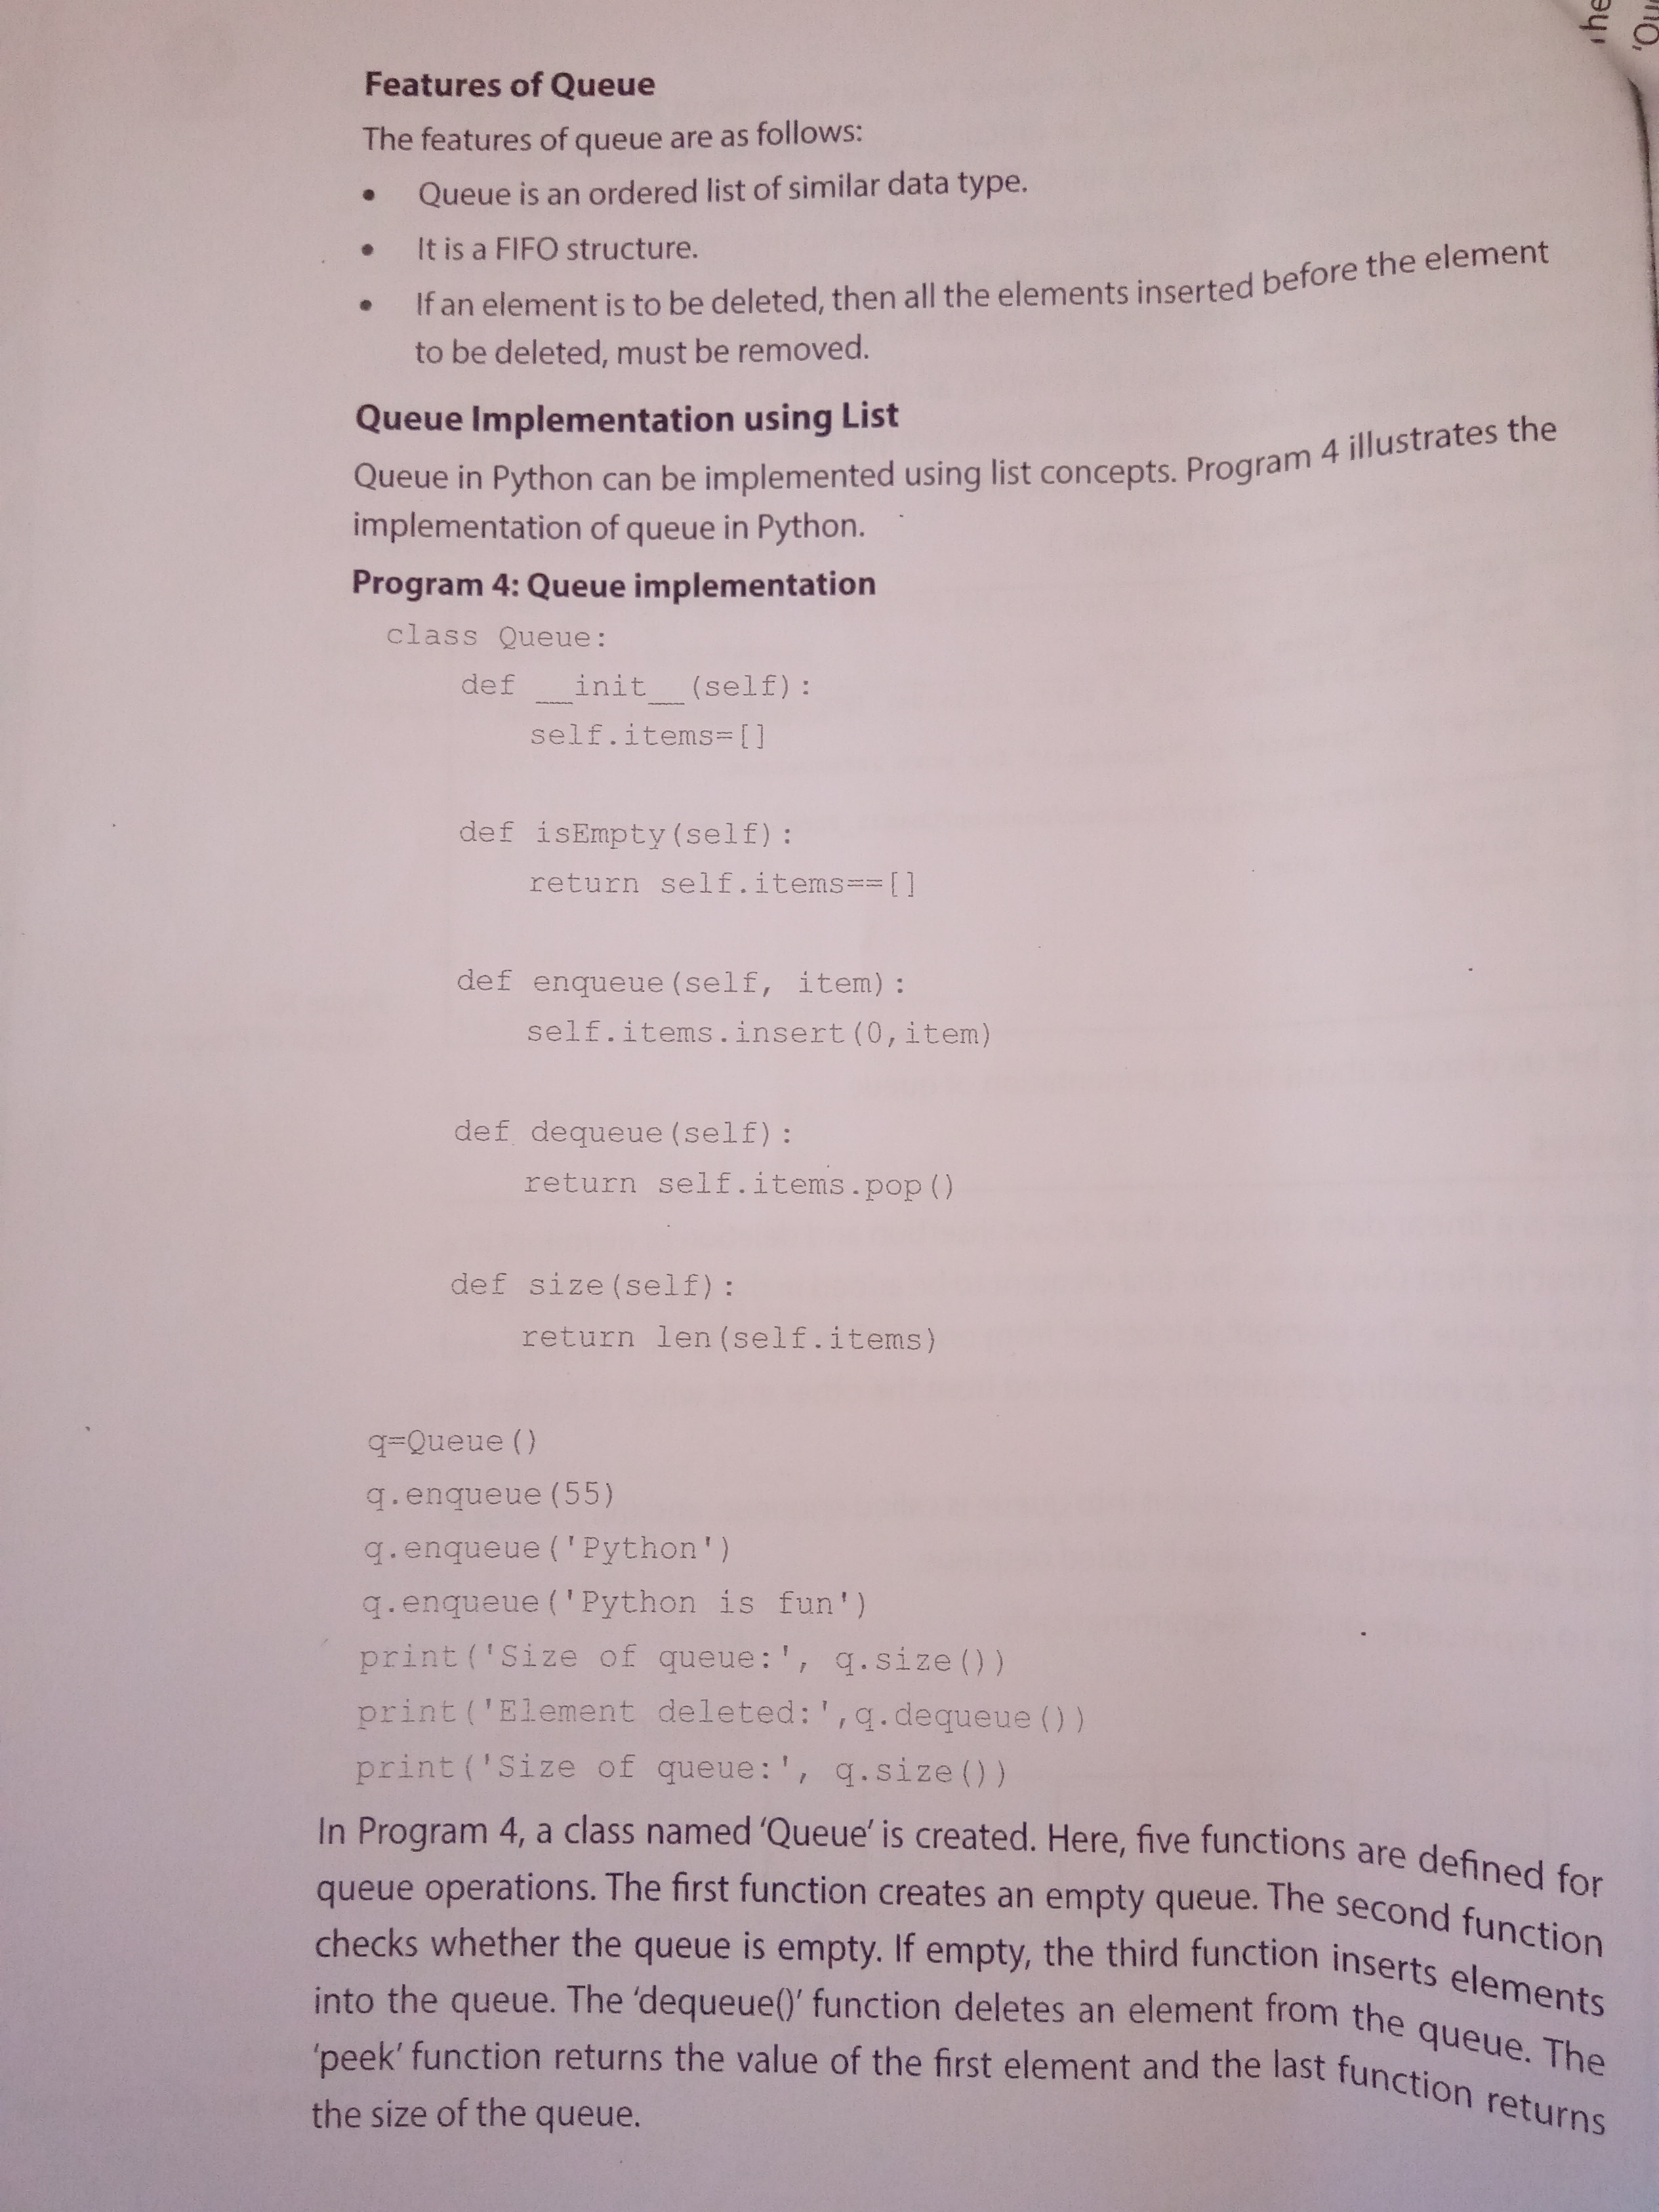 Features of Queue
The features of queue are as follows:
• Queue is an ordered list of similar data type.
• It is a FIFO structure.
• If an element is to be deleted, then all the elements inserted before the element
to be deleted, must be removed.
Queue Implementation using List
Queue in Python can be implemented using list concepts. Program 4 illustrates the
implementation of queue in Python.
Program 4: Queue implementation
class Queue:
    def __init__(self):
        self.items=[]
    def isEmpty(self):
        return self.items==[]
    def enqueue(self, item):
        self.items.insert(0,item)
    def dequeue(self):
        return self.items.pop()
    def size(self):
        return len(self.items)
q=Queue()
q.enqueue(55)
q.enqueue('Python')
q.enqueue('Python is fun')
print('Size of queue:', q.size())
print('Element deleted:',q.dequeue())
print('Size of queue:', q.size())
In Program 4, a class named ‘Queue’ is created. Here, five functions are defined for
queue operations. The first function creates an empty queue. The second function
checks whether the queue is empty. If empty, the third function inserts elements
into the queue. The ‘dequeue()’ function deletes an element from the queue. The
‘peek’ function returns the value of the first element and the last function returns
the size of the queue.